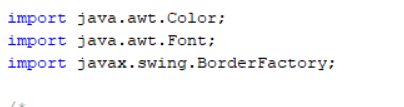 import java.awt.Color;
import java.awt.Font;
import javax.swing.BorderFactory;
/*